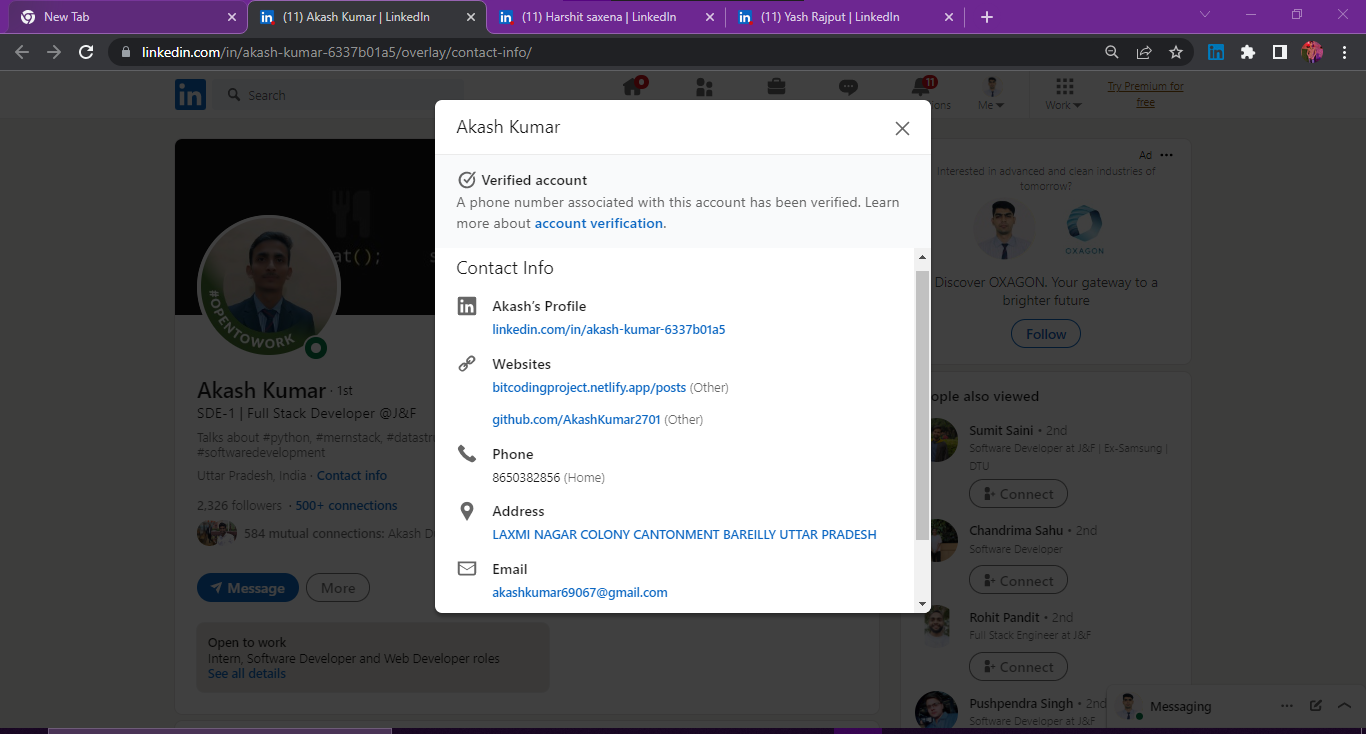 New Tab
(11) Akash Kumar | LinkedIn
(11) Harshit saxena | LinkedIn
(11) Yash Rajput | LinkedIn
linkedin.com/in/akash-kumar-6337b01a5/overlay/contact-info/
in
Search
11
Me
Work
Try Premium for
free
Akash Kumar
Verified account
A phone number associated with this account has been verified. Learn
more about account verification.
Contact Info
Akash's Profile
linkedin.com/in/akash-kumar-6337b01a5
Websites
bitcodingproject.netlify.app/posts (Other)
github.com/AkashKumar2701 (Other)
Phone
8650382856 (Home)
Address
LAXMI NAGAR COLONY CANTONMENT BAREILLY UTTAR PRADESH
Email
akashkumar69067@gmail.com
#OPENTOWORK
Akash Kumar · 1st
SDE-1 | Full Stack Developer @J&F
Talks about #python, #mernstack,
#softwaredevelopment
Uttar Pradesh, India · Contact info
2,326 followers · 500+ connections
584 mutual connections: Akash
Message
More
Open to work
Intern, Software Developer and Web Developer roles
See all details
Ad
Interested in advanced and clean industries of
tomorrow?
OXAGON
Discover OXAGON. Your gateway to a
brighter future
Follow
also viewed
Sumit Saini • 2nd
Software Developer at J&F | Ex-Samsung |
DTU
Connect
Chandrima Sahu • 2nd
Software Developer
Connect
Rohit Pandit • 2nd
Full Stack Engineer at J&F
Connect
Pushpendra Singh • 2nd
Software Developer at J&F
Messaging